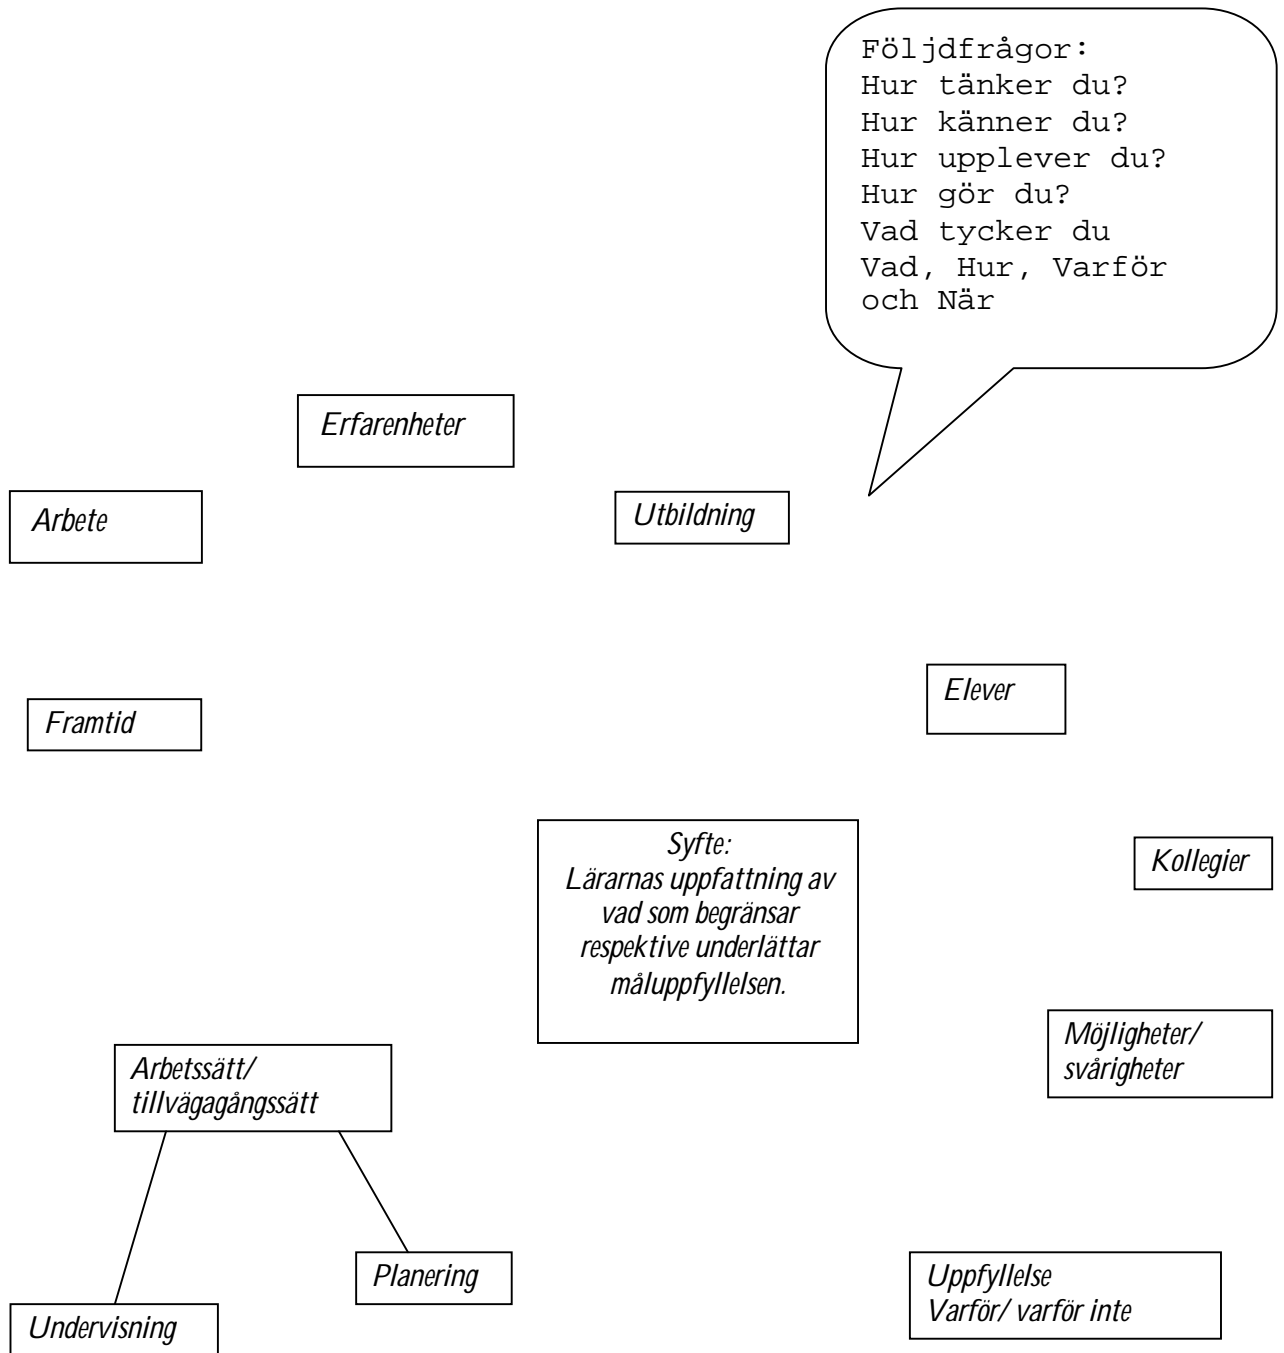 Följdfrågor:
Hur tänker du?
Hur känner du?
Hur upplever du?
Hur gör du?
Vad tycker du
Vad, Hur, Varför
och När
Erfarenheter
Arbete
Utbildning
Elever
Framtid
Syfte:
Lärarnas uppfattning av
vad som begränsar
respektive underlättar
måluppfyllelsen.
Kollegier
Möjligheter/
svårigheter
Arbetssätt/
tillvägagångssätt
Planering
Uppfyllelse
Varför/ varför inte
Undervisning